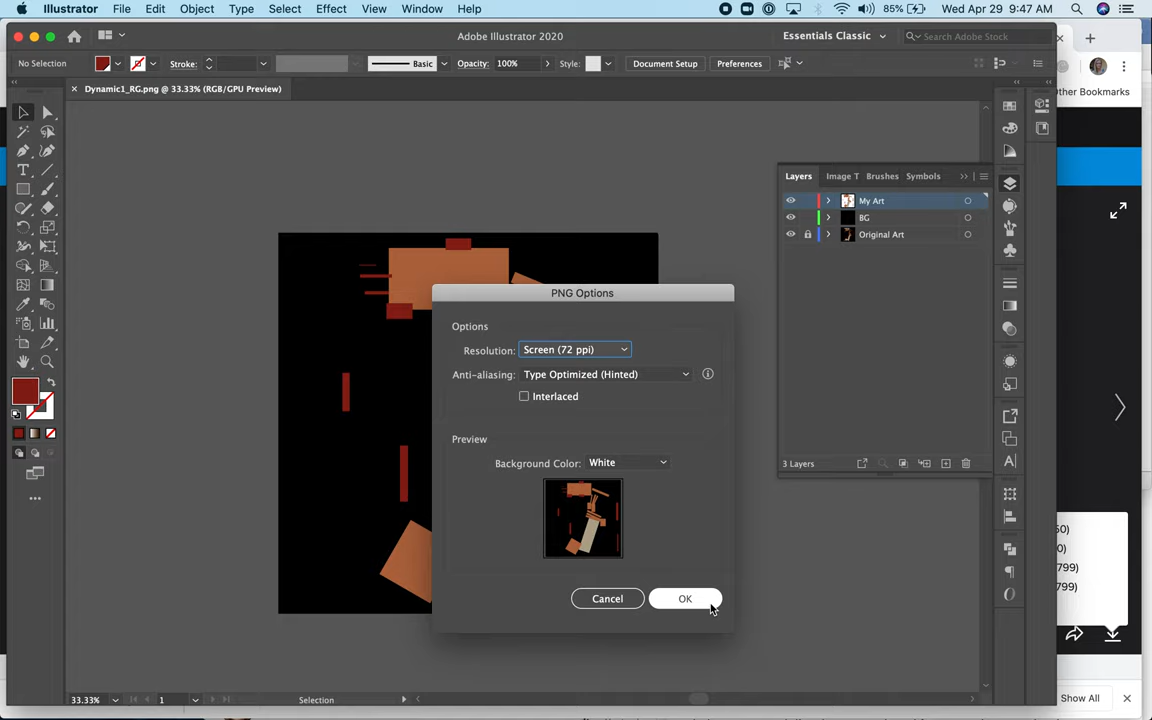 Illustrator File Edit Object Type Select Effect View Window Help 85% Wed Apr 29 9:47 AM
Adobe Illustrator 2020 Essentials Classic Search Adobe Stock
No Selection Stroke: Basic Opacity: 100% Style: Document Setup Preferences
× Dynamic1_RG.png @ 33.33% (RGB/GPU Preview)
ther Bookmarks
Layers Image T Brushes Symbols
My Art
BG
Original Art
3 Layers
PNG Options
Options
Resolution: Screen (72 ppi)
Anti-aliasing: Type Optimized (Hinted)
Interlaced
Preview
Background Color: White
Cancel OK
60)
0)
799)
799)
33.33% 1 Selection
Show All